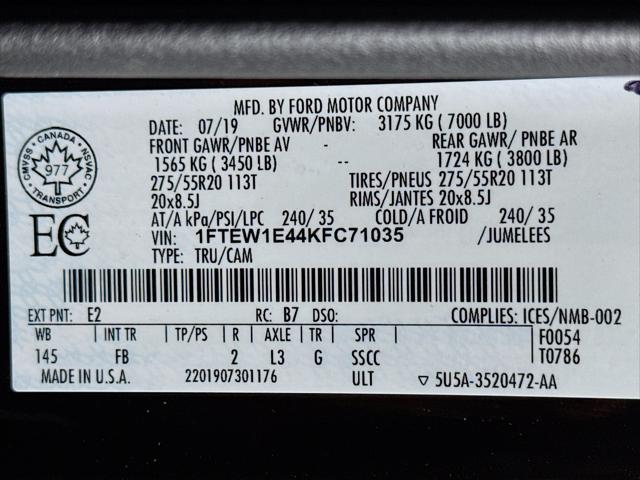 MFD. BY FORD MOTOR COMPANY
DATE: 07/19 GVWR/PNBV: 3175 KG ( 7000 LB)
FRONT GAWR/PNBE AV - REAR GAWR/ PNBE AR
1565 KG ( 3450 LB) -- 1724 KG ( 3800 LB)
275/55R20 113T TIRES/PNEUS 275/55R20 113T
20x8.5J RIMS/JANTES 20x8.5J
AT/A kPa/PSI/LPC 240/ 35 COLD/A FROID 240/ 35
VIN: 1FTEW1E44KFC71035 /JUMELEES
TYPE: TRU/CAM
CANADA
CMVSS NSVAC
977
TRANSPORT
EC
EXT PNT: E2 RC: B7 DSO: COMPLIES: ICES/NMB-002
WB INT TR TP/PS R AXLE TR SPR F0054
145 FB 2 L3 G SSCC T0786
MADE IN U.S.A. 2201907301176 ULT ▽ 5U5A-3520472-AA